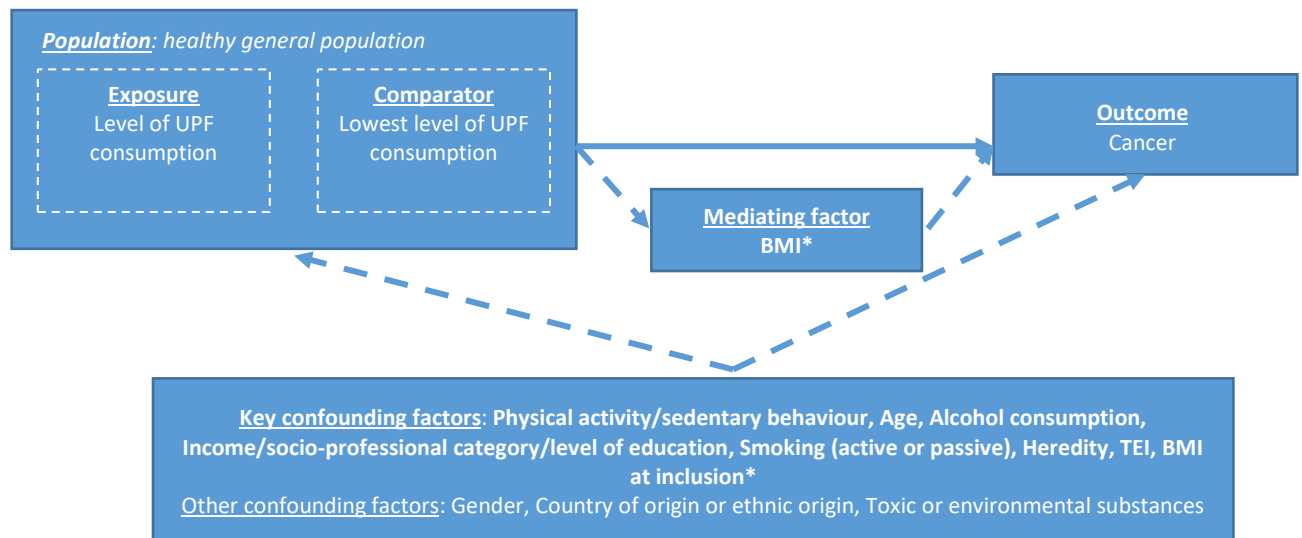 Population: healthy general population
Exposure
Level of UPF
consumption
Comparator
Lowest level of UPF
consumption
Outcome
Cancer
Mediating factor
BMI*
Key confounding factors: Physical activity/sedentary behaviour, Age, Alcohol consumption,
Income/socio-professional category/level of education, Smoking (active or passive), Heredity, TEI, BMI
at inclusion*
Other confounding factors: Gender, Country of origin or ethnic origin, Toxic or environmental substances